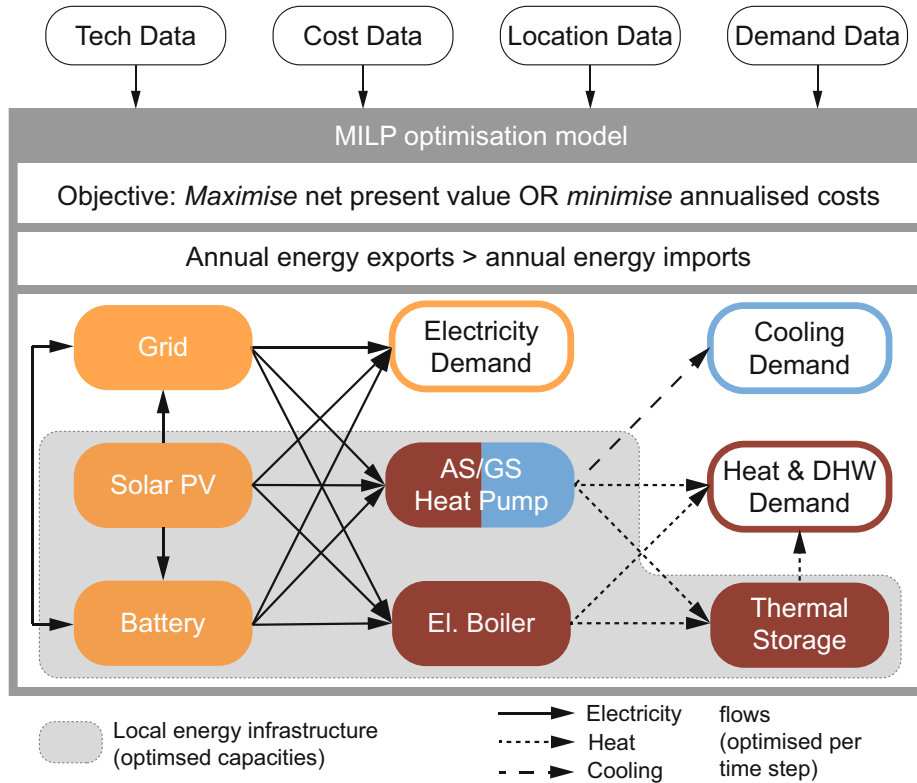 Tech Data
Cost Data
Location Data
Demand Data
MILP optimisation model
Objective: Maximise net present value OR minimise annualised costs
Annual energy exports > annual energy imports
Grid
Electricity
Demand
Cooling
Demand
Solar PV
AS/GS
Heat Pump
Heat & DHW
Demand
Battery
El. Boiler
Thermal
Storage
Local energy infrastructure
(optimsed capacities)
Electricity
Heat
Cooling
flows
(optimised per
time step)